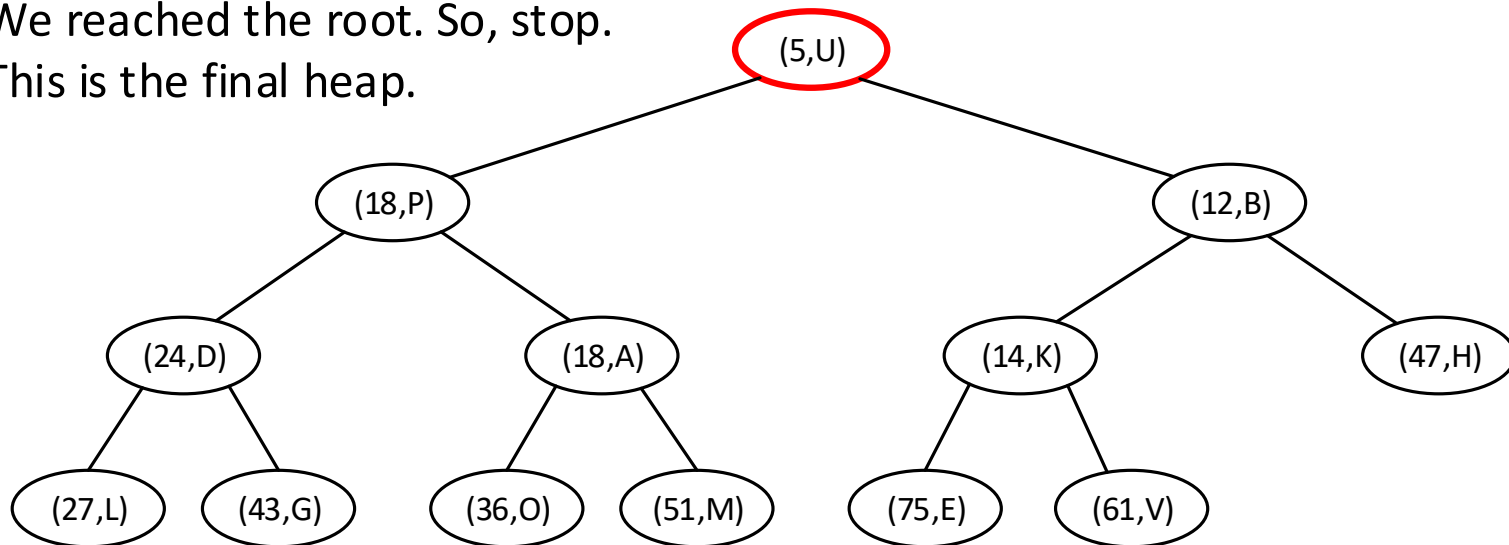 We reached the root. So, stop.
This is the final heap.
(5,U)
(18,P) (12,B)
(24,D) (18,A) (14,K) (47,H)
(27,L) (43,G) (36,O) (51,M) (75,E) (61,V)